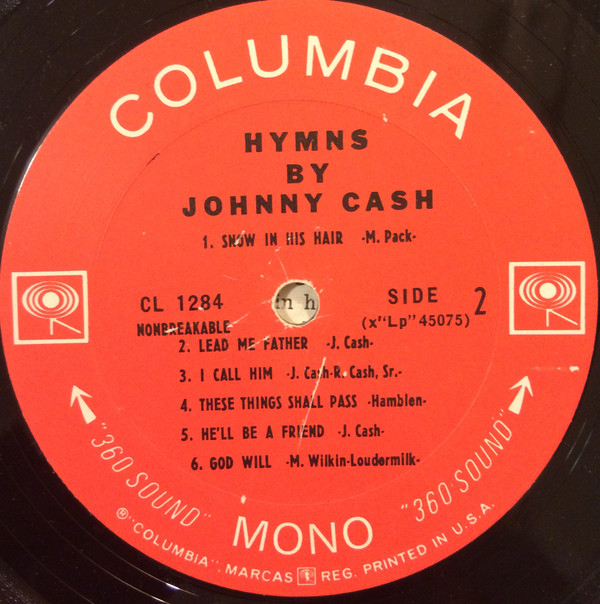 COLUMBIA
HYMNS
BY
JOHNNY CASH
1. SNOW IN HIS HAIR -M. Pack-
CL 1284
NONBREAKABLE
in h
SIDE 2
(x"Lp" 45075)
2. LEAD ME FATHER -J. Cash-
3. I CALL HIM -J. Cash-R. Cash, Sr.-
4. THESE THINGS SHALL PASS -Hamblen-
5. HE'LL BE A FRIEND -J. Cash-
6. GOD WILL -M. Wilkin-Loudermilk-
"360 SOUND"
MONO
"360 SOUND"
Ⓡ "COLUMBIA", MARCAS REG. PRINTED IN U.S.A.